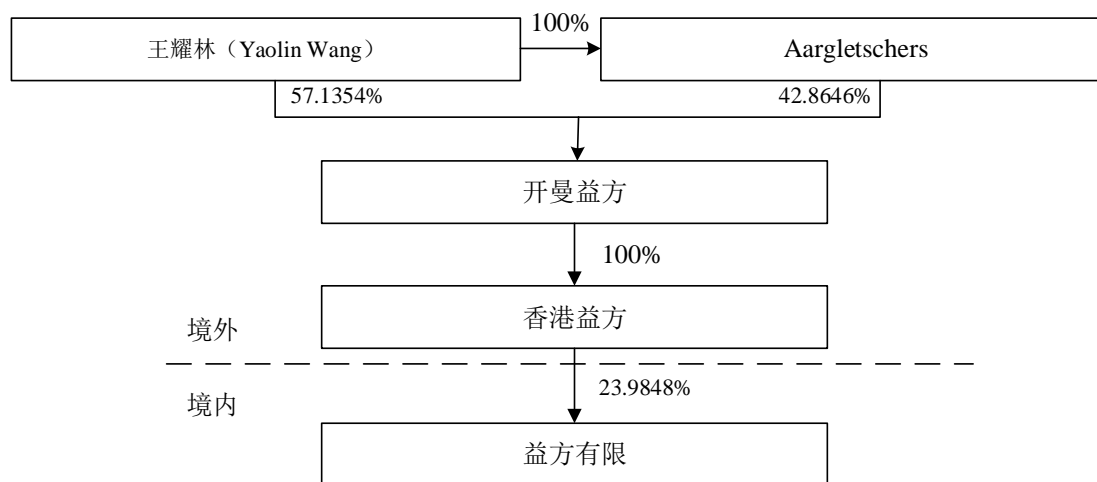 100%
王耀林（Yaolin Wang）
Aargletschers
57.1354%
42.8646%
开曼益方
100%
香港益方
境外
23.9848%
境内
益方有限